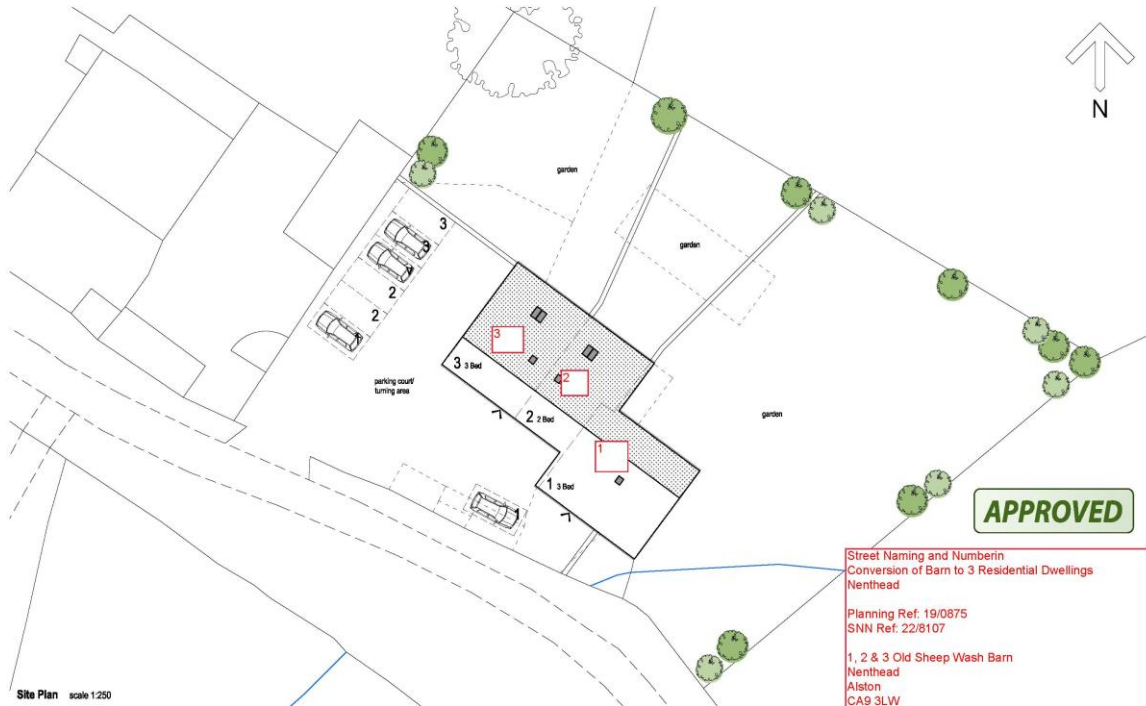 N
garden
garden
garden
3
3
2
2
3
2
1
3 3 Bed
2 2 Bed
1 3 Bed
parking court/
turning area
1
APPROVED
Street Naming and Numberin
Conversion of Barn to 3 Residential Dwellings
Nenthead
Planning Ref: 19/0875
SNN Ref: 22/8107
1, 2 & 3 Old Sheep Wash Barn
Nenthead
Alston
CA9 3LW
Site Plan scale 1:250